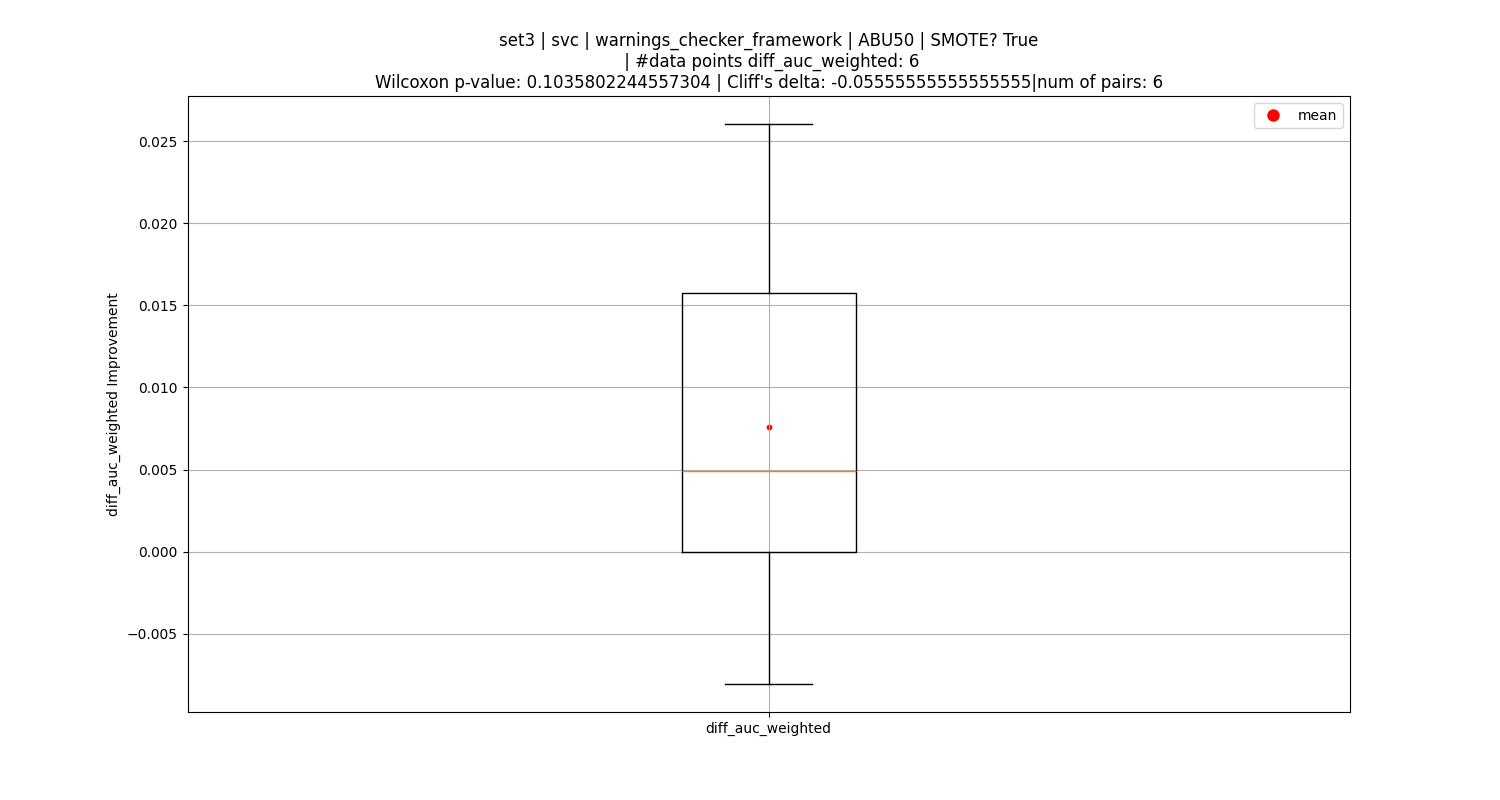 set3 | svc | warnings_checker_framework | ABU50 | SMOTE? True
| #data points diff_auc_weighted: 6
Wilcoxon p-value: 0.1035802244557304 | Cliff's delta: -0.05555555555555555|num of pairs: 6
mean
0.025
0.020
0.015
0.010
0.005
0.000
−0.005
diff_auc_weighted Improvement
diff_auc_weighted